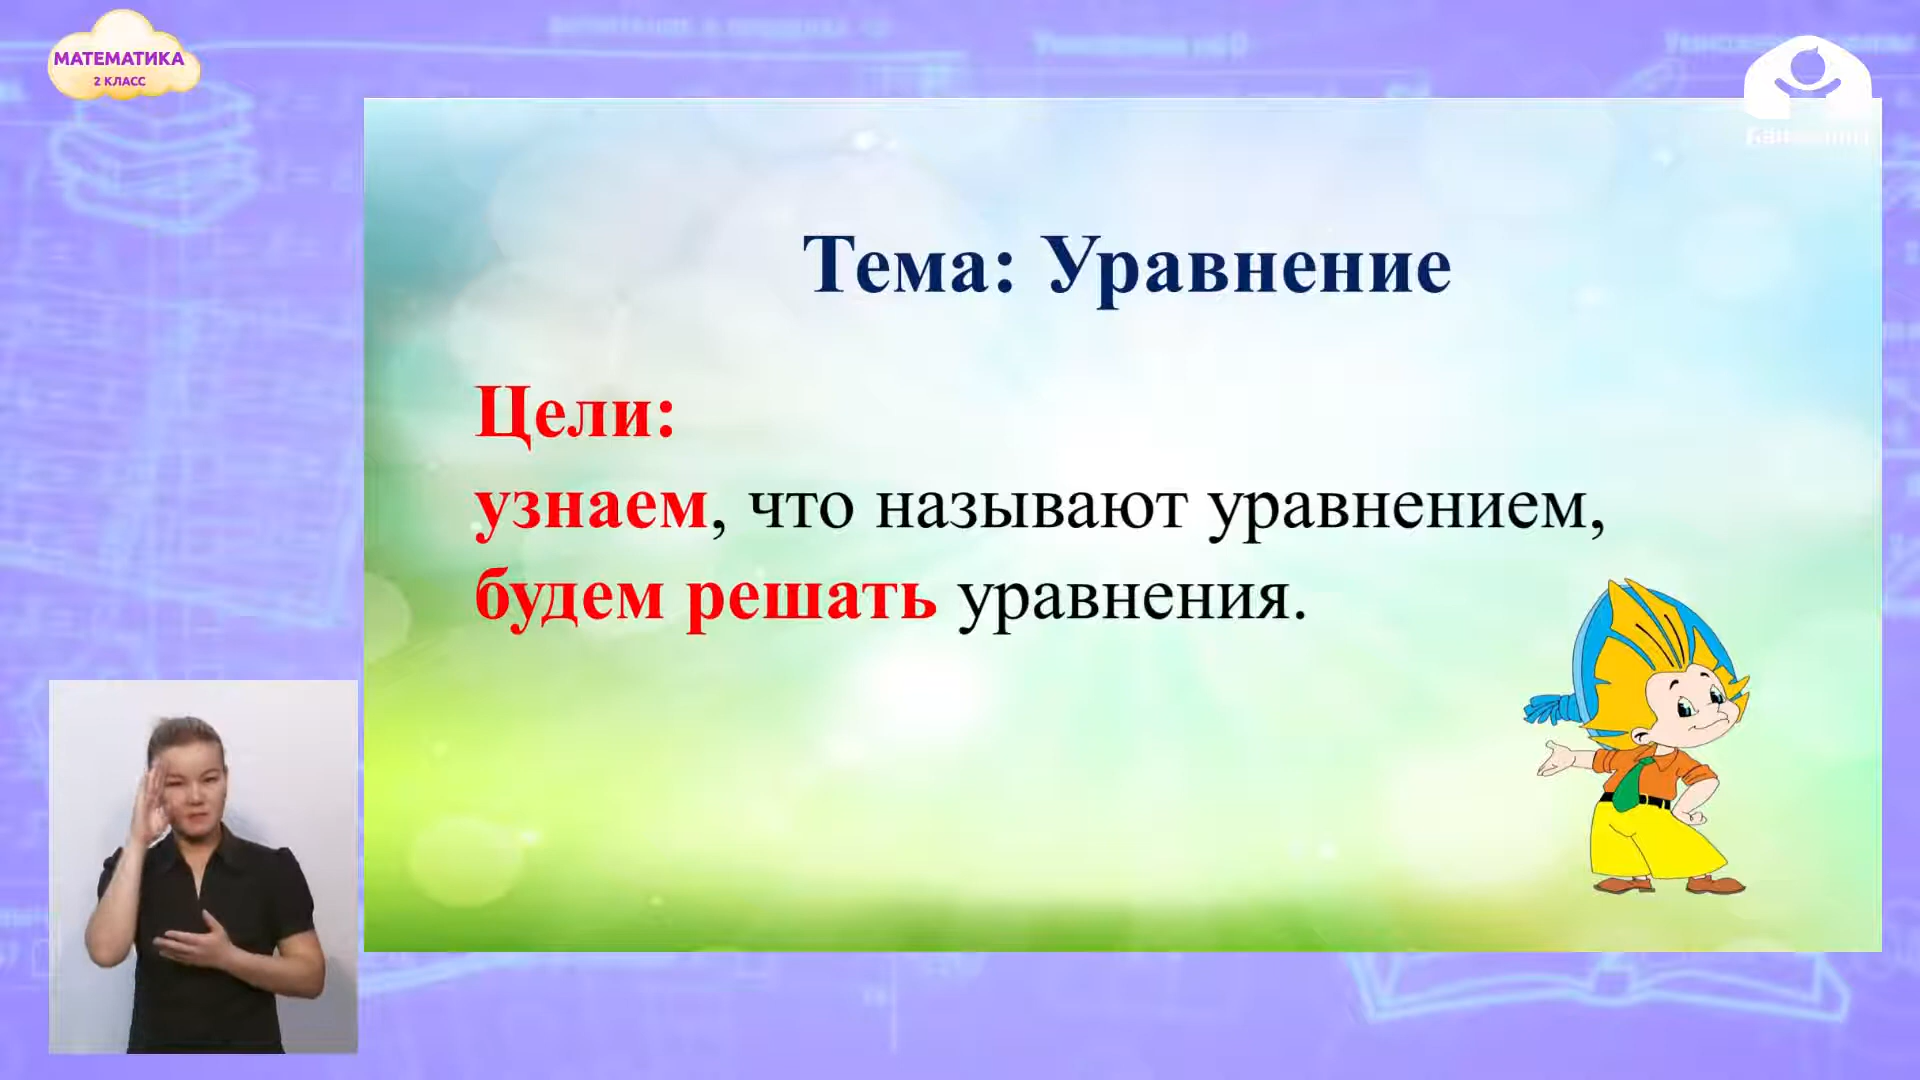 МАТЕМАТИКА
2 КЛАСС
Тема: Уравнение
Цели:
узнаем, что называют уравнением,
будем решать уравнения.